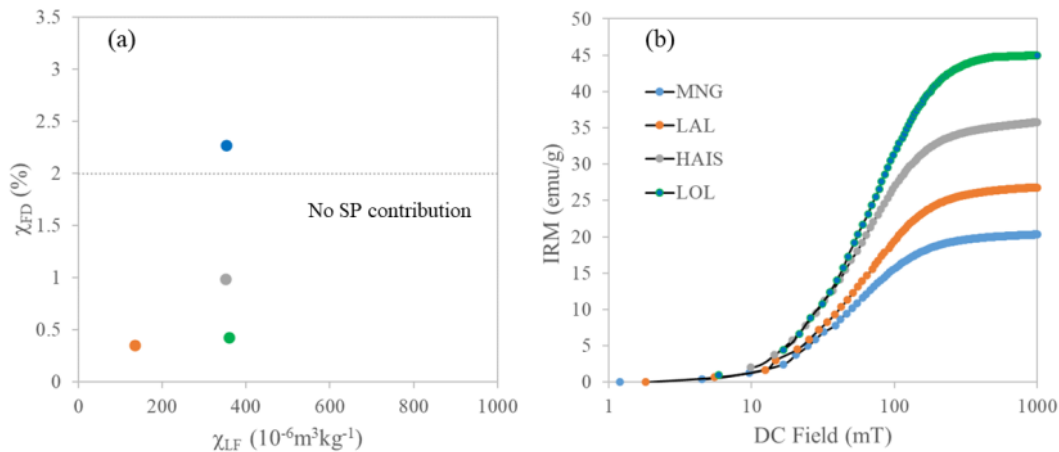 (a)
3.5
3
2.5
2
1.5
1
0.5
0
χFD (%)
No SP contribution
0 200 400 600 800 1000
χLF (10⁻⁶m³kg⁻¹)
(b)
50
45
40
35
30
25
20
15
10
5
0
IRM (emu/g)
MNG
LAL
HAIS
LOL
1 10 100 1000
DC Field (mT)